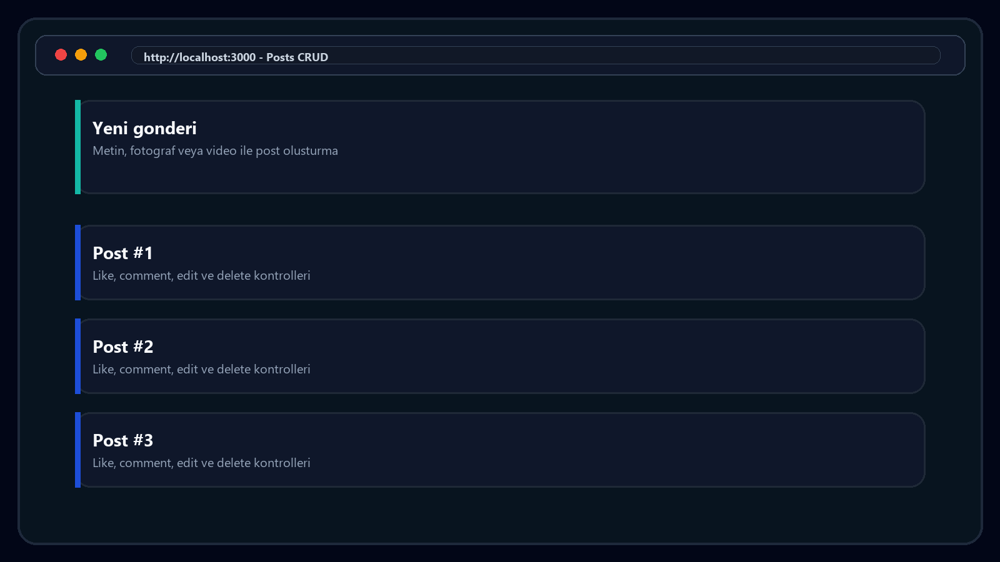 http://localhost:3000 - Posts CRUD
Yeni gonderi
Metin, fotograf veya video ile post olusturma
Post #1
Like, comment, edit ve delete kontrolleri
Post #2
Like, comment, edit ve delete kontrolleri
Post #3
Like, comment, edit ve delete kontrolleri